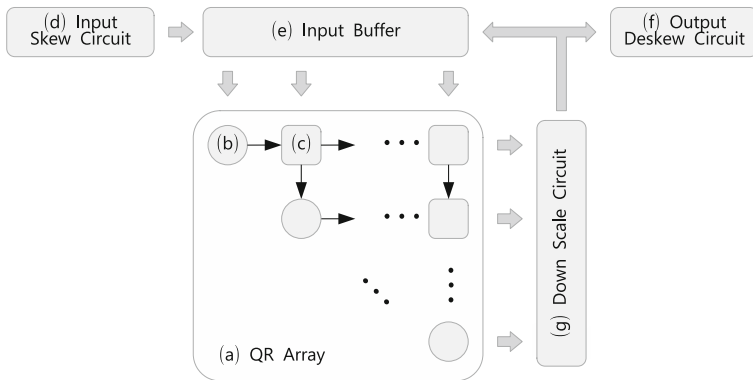 (d) Input
Skew Circuit
(e) Input Buffer
(f) Output
Deskew Circuit
(b)
(c)
(g) Down Scale Circuit
(a) QR Array